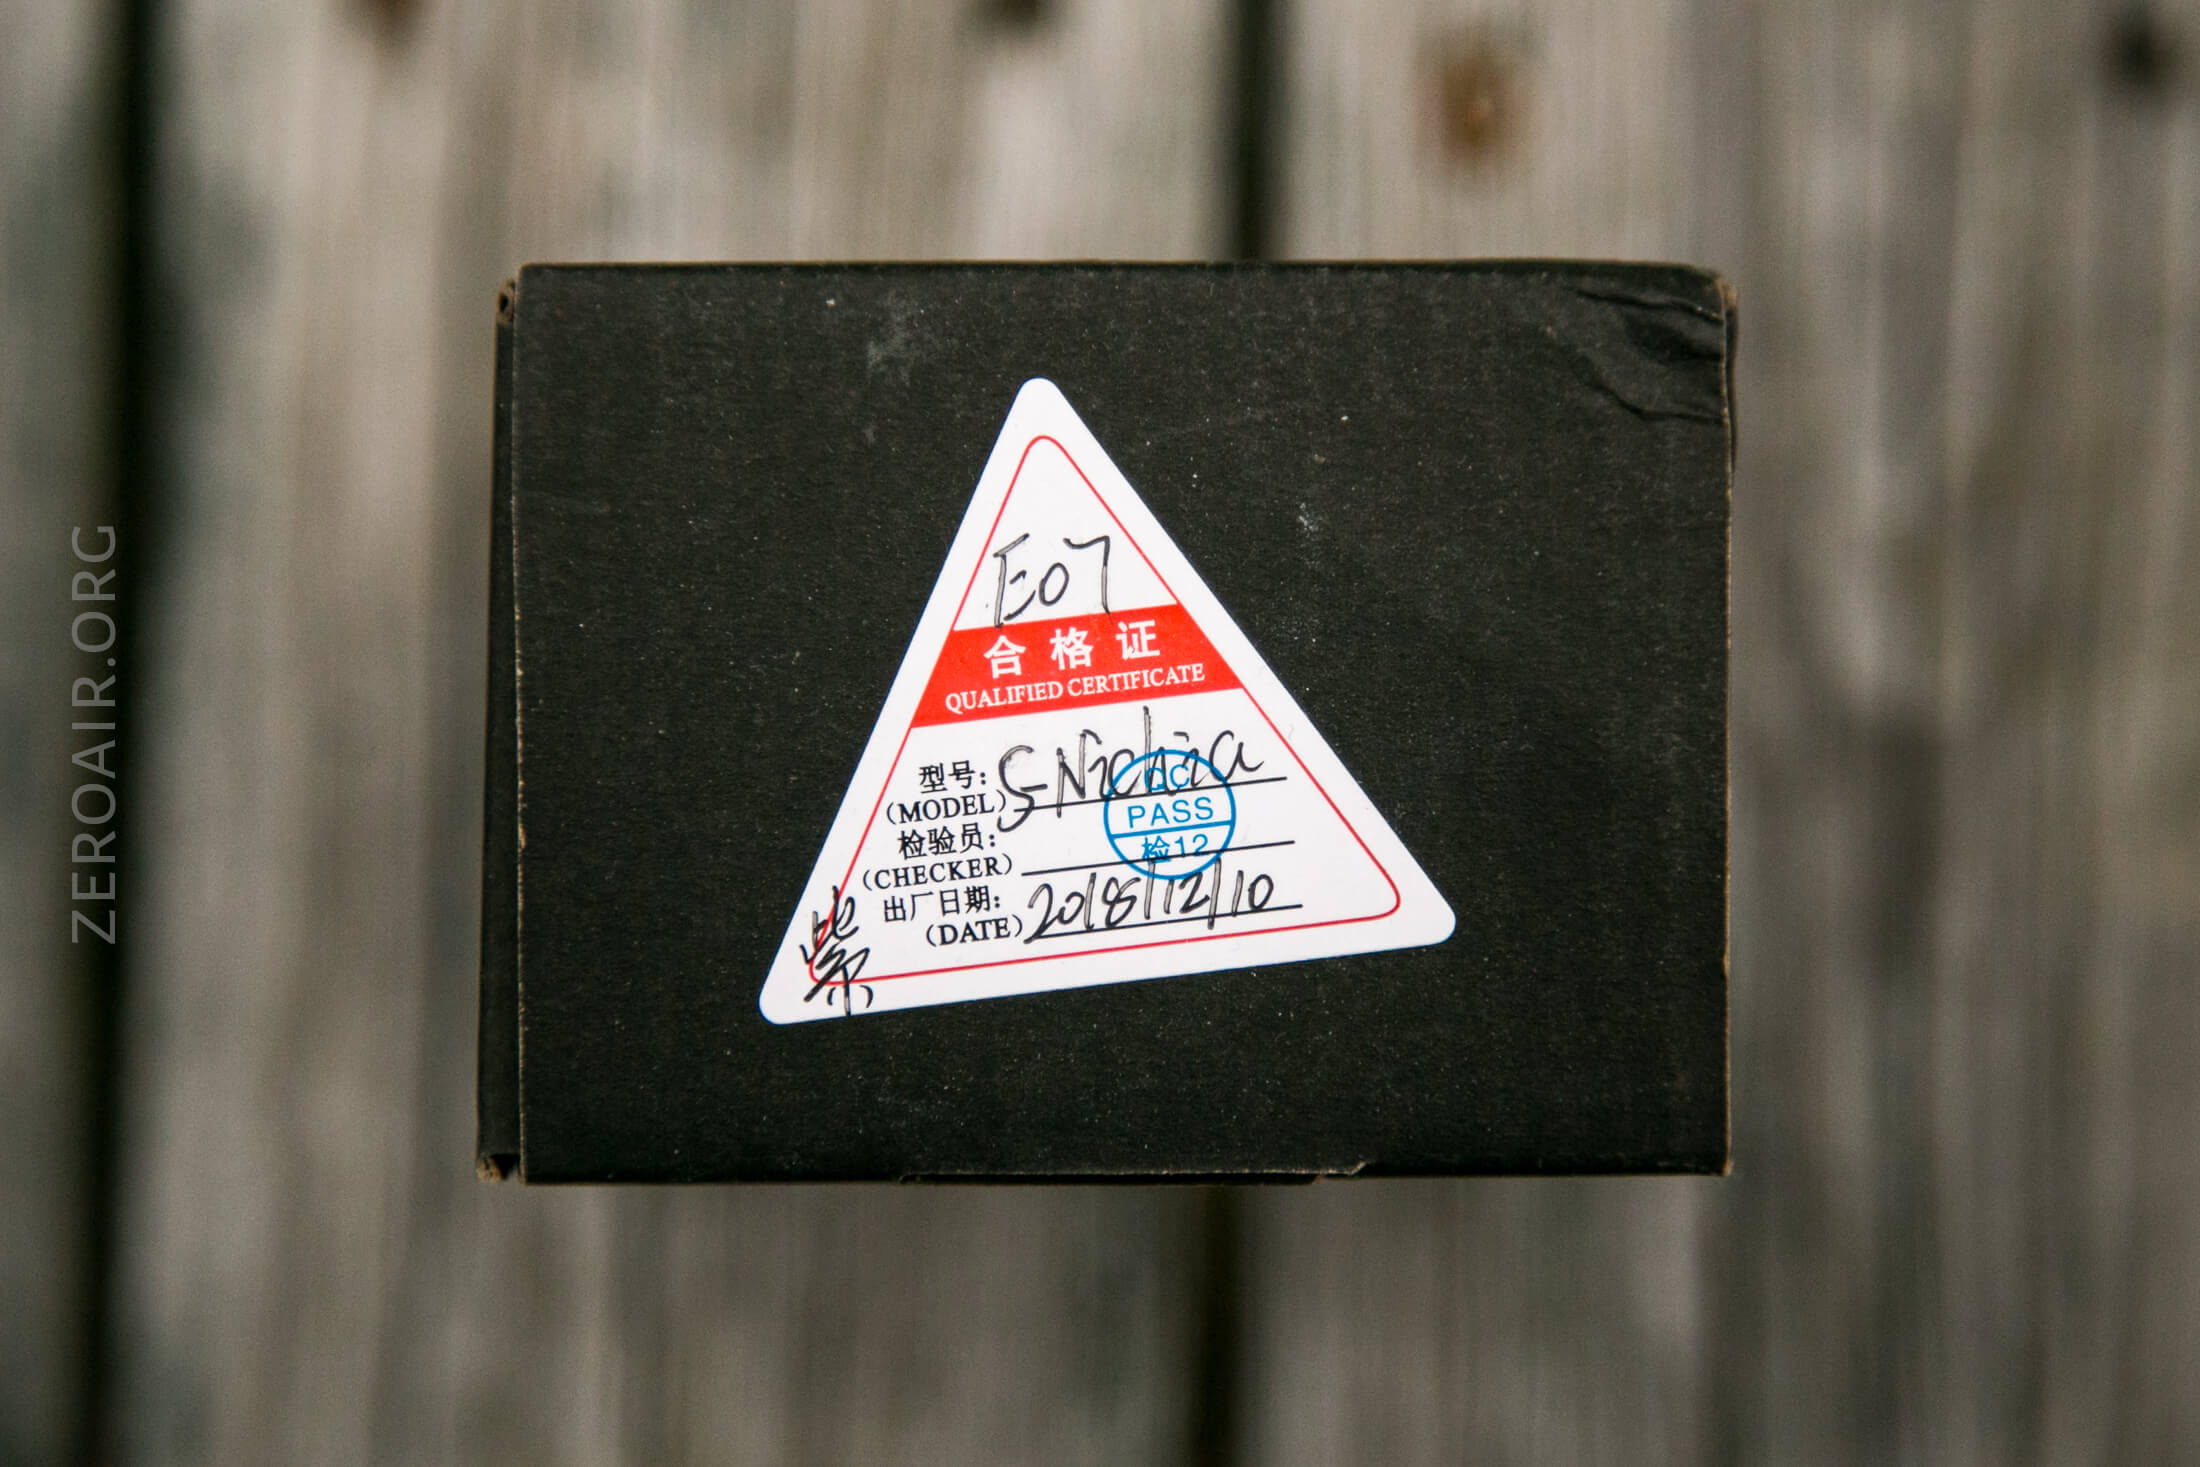 E07
合格证
QUALIFIED CERTIFICATE
型号: S-Nichia
(MODEL)
QC
PASS
检12
检验员:
(CHECKER)
出厂日期: 2018/12/10
(DATE)
紫
ZEROAIR.ORG